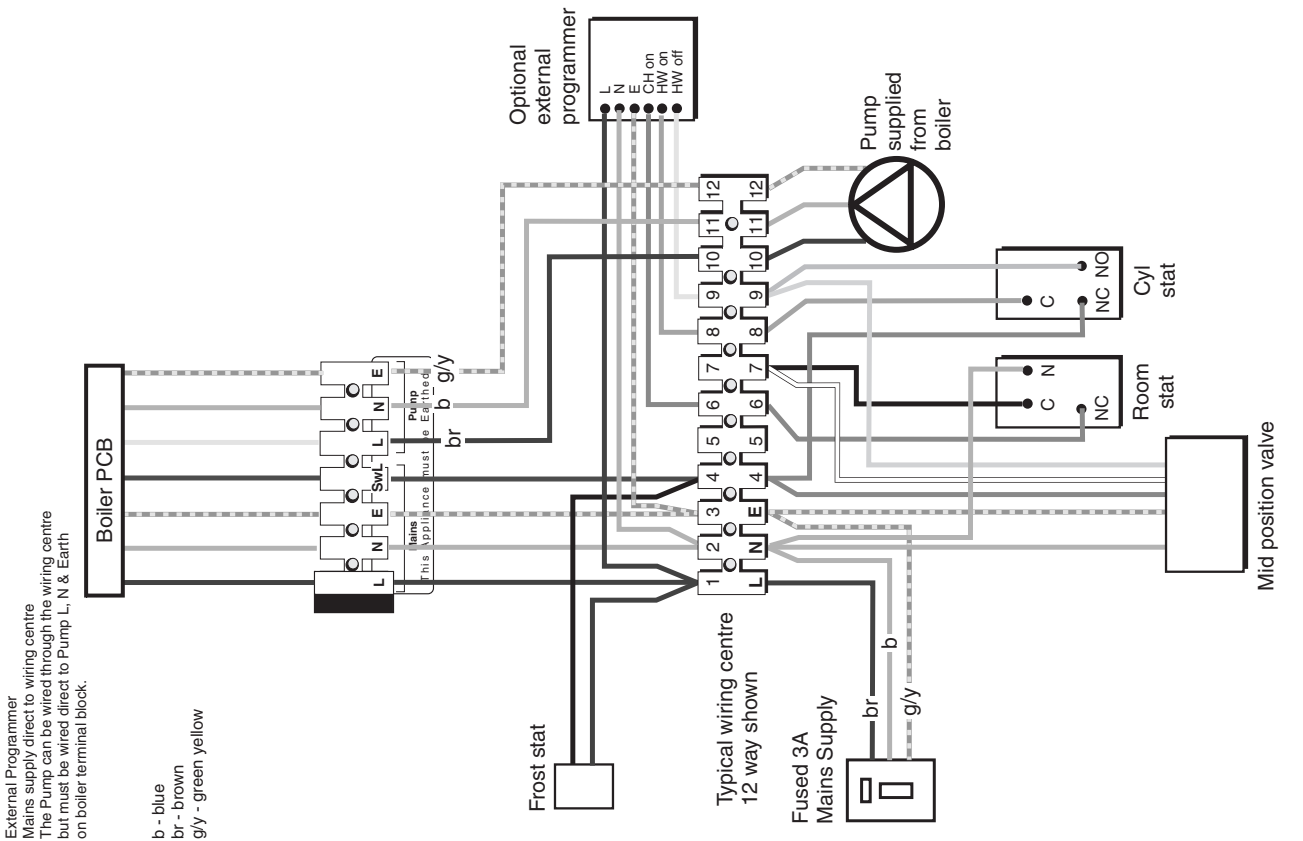 External Programmer
Mains supply direct to wiring centre
The Pump can be wired through the wiring centre
but must be wired direct to Pump L, N & Earth
on boiler terminal block.
b - blue
br - brown
g/y - green yellow
Boiler PCB
L
N
E
SwL
L
N
E
Mains
Pump
This Appliance must be Earthed
br
b
g/y
Optional
external
programmer
L
N
E
CH on
HW on
HW off
Frost stat
Typical wiring centre
12 way shown
1 2 3 4 5 6 7 8 9 10 11 12
L N E 4 5 6 7 8 9 10 11 12
Pump
supplied
from
boiler
Fused 3A
Mains Supply
br
b
g/y
C
NC NO
Cyl
stat
C N
NC
Room
stat
Mid position valve